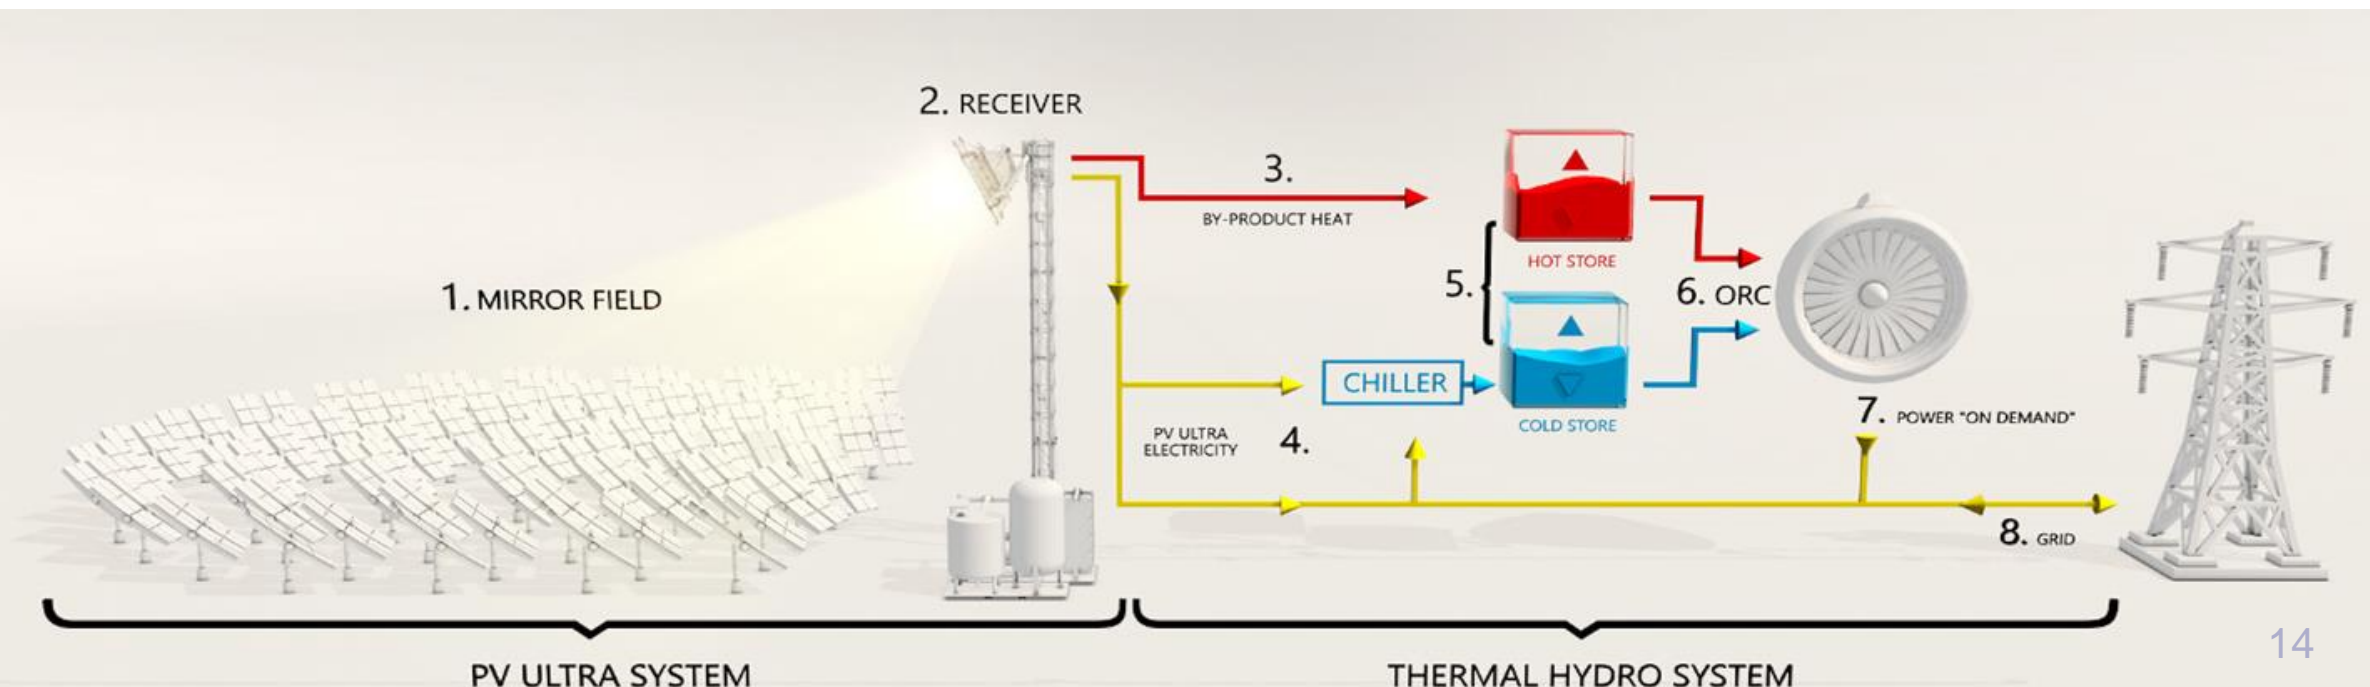 2. RECEIVER
3.
BY-PRODUCT HEAT
HOT STORE
1. MIRROR FIELD
5.
6. ORC
CHILLER
COLD STORE
PV ULTRA
ELECTRICITY
4.
7. POWER "ON DEMAND"
8. GRID
PV ULTRA SYSTEM
THERMAL HYDRO SYSTEM
14